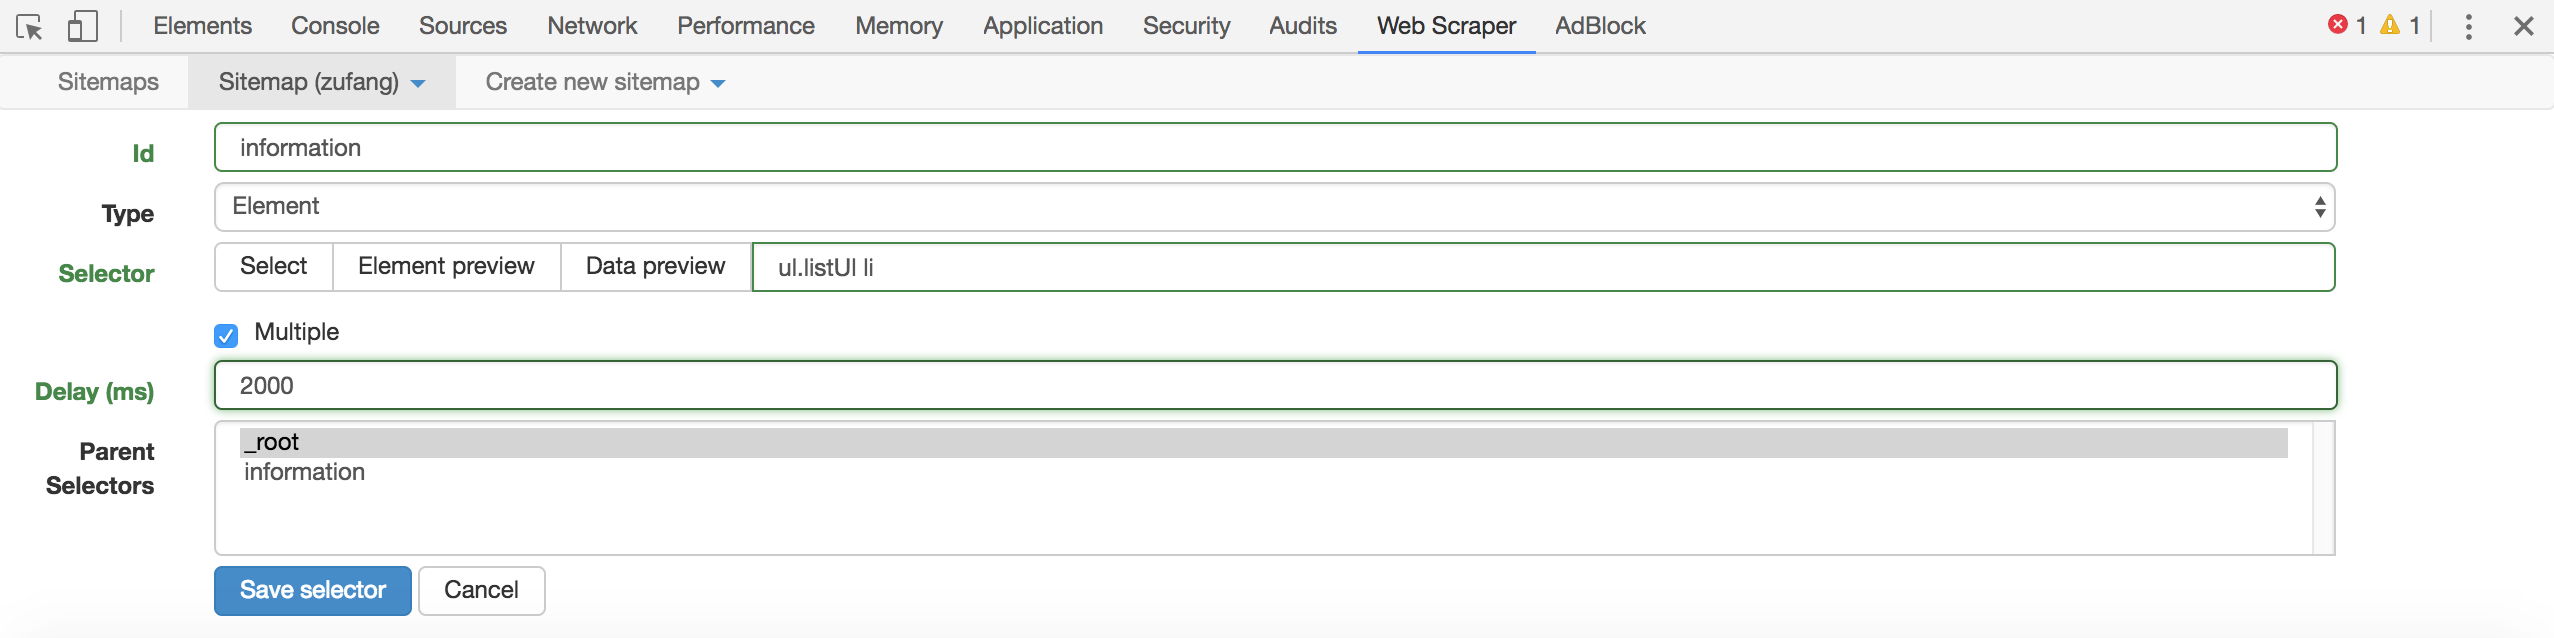 Elements Console Sources Network Performance Memory Application Security Audits Web Scraper AdBlock 1 1
Sitemaps Sitemap (zufang) Create new sitemap
Id information
Type Element
Selector Select Element preview Data preview ul.listUl li
Multiple
Delay (ms) 2000
Parent Selectors _root
information
Save selector Cancel